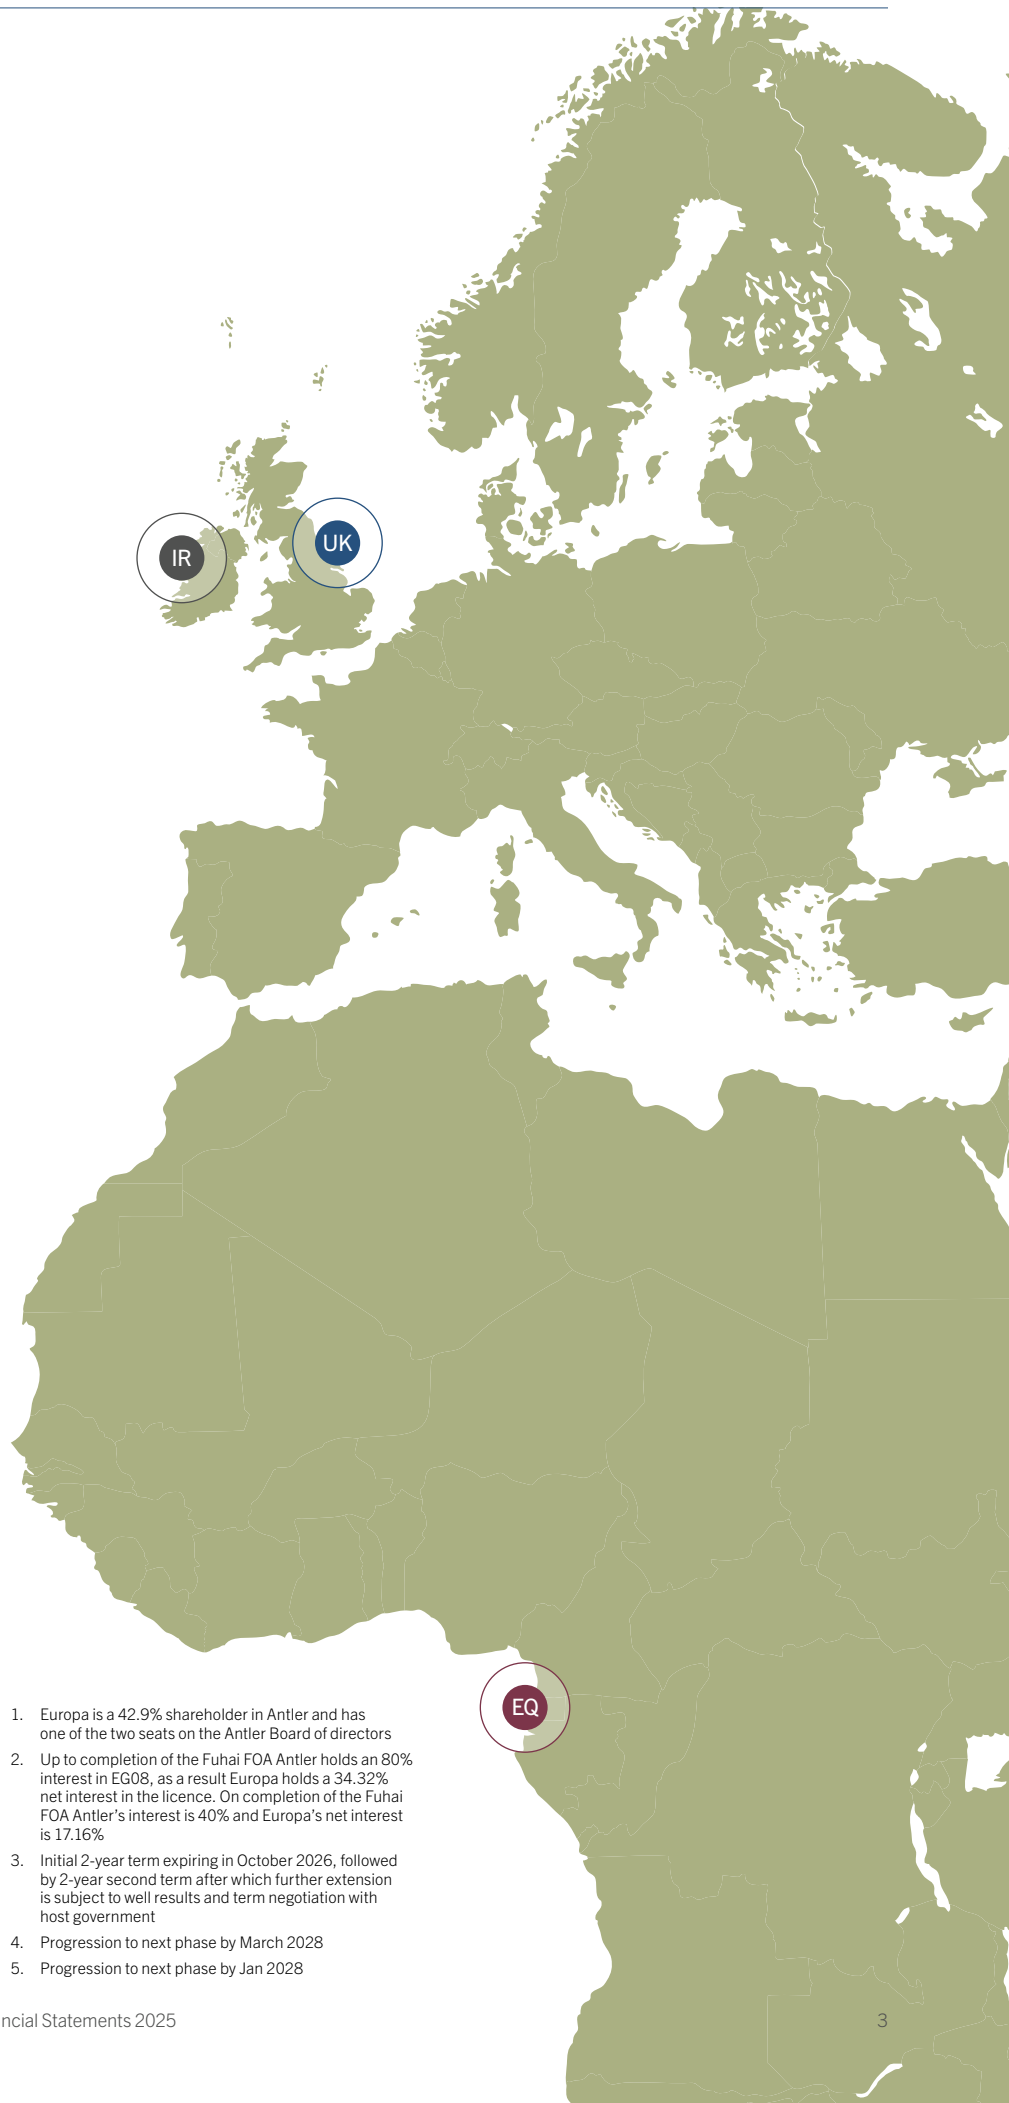 IR
UK
EQ
1. Europa is a 42.9% shareholder in Antler and has
one of the two seats on the Antler Board of directors
2. Up to completion of the Fuhai FOA Antler holds an 80%
interest in EG08, as a result Europa holds a 34.32%
net interest in the licence. On completion of the Fuhai
FOA Antler’s interest is 40% and Europa’s net interest
is 17.16%
3. Initial 2-year term expiring in October 2026, followed
by 2-year second term after which further extension
is subject to well results and term negotiation with
host government
4. Progression to next phase by March 2028
5. Progression to next phase by Jan 2028
ncial Statements 2025
3